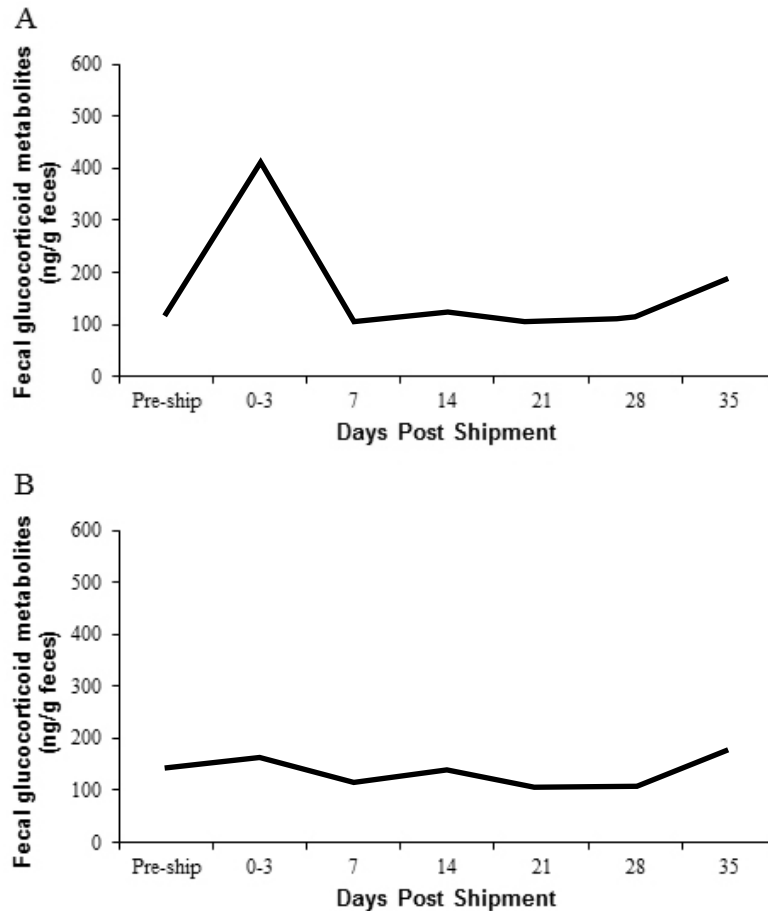 A
Fecal glucocorticoid metabolites
(ng/g feces)
600
500
400
300
200
100
0
Pre-ship 0-3 7 14 21 28 35
Days Post Shipment
B
Fecal glucocorticoid metabolites
(ng/g feces)
600
500
400
300
200
100
0
Pre-ship 0-3 7 14 21 28 35
Days Post Shipment